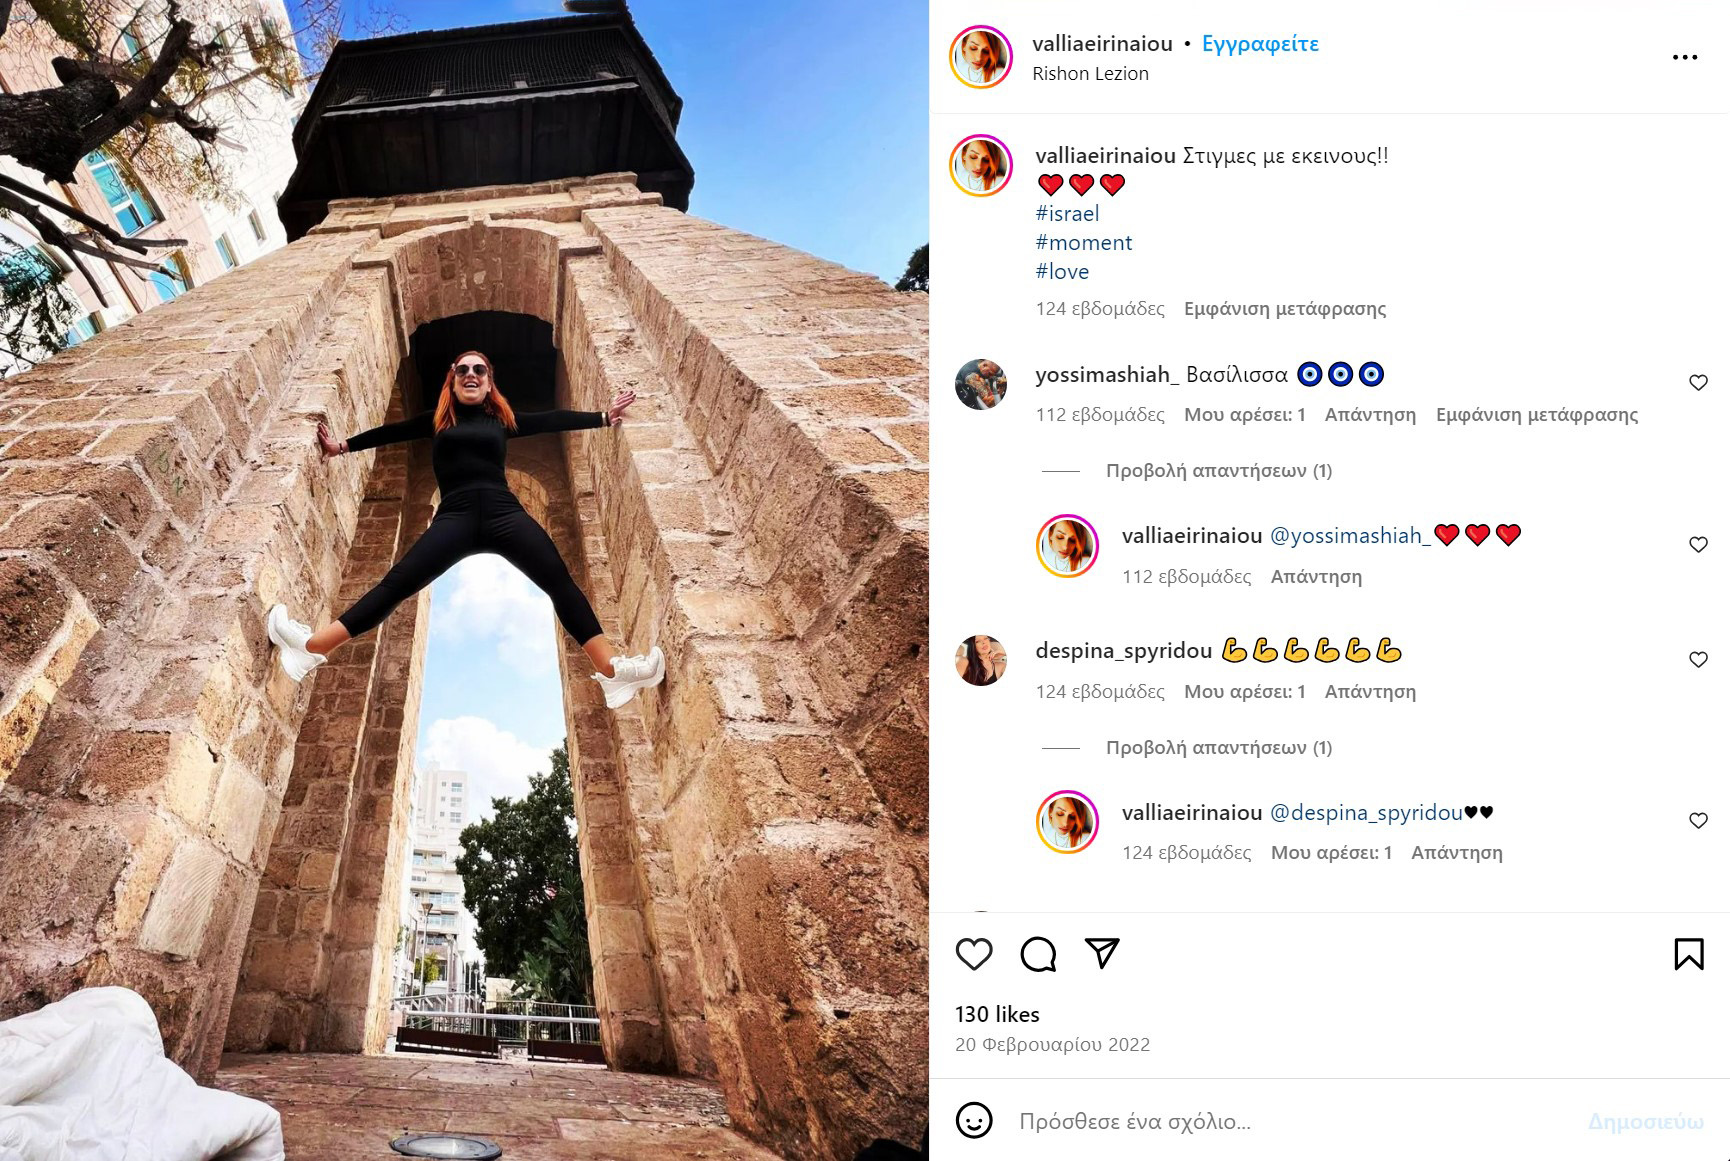 valliaeirinaiou • Εγγραφείτε
Rishon Lezion
valliaeirinaiou Στιγμες με εκεινους!!
❤️❤️❤️
#israel
#moment
#love
124 εβδομάδες Εμφάνιση μετάφρασης
yossimashiah_ Βασίλισσα 🧿🧿🧿
112 εβδομάδες Μου αρέσει: 1 Απάντηση Εμφάνιση μετάφρασης
Προβολή απαντήσεων (1)
valliaeirinaiou @yossimashiah_❤️❤️❤️
112 εβδομάδες Απάντηση
despina_spyridou 💪💪💪💪💪💪
124 εβδομάδες Μου αρέσει: 1 Απάντηση
Προβολή απαντήσεων (1)
valliaeirinaiou @despina_spyridou♥♥
124 εβδομάδες Μου αρέσει: 1 Απάντηση
130 likes
20 Φεβρουαρίου 2022
Πρόσθεσε ένα σχόλιο... Δημοσιεύω